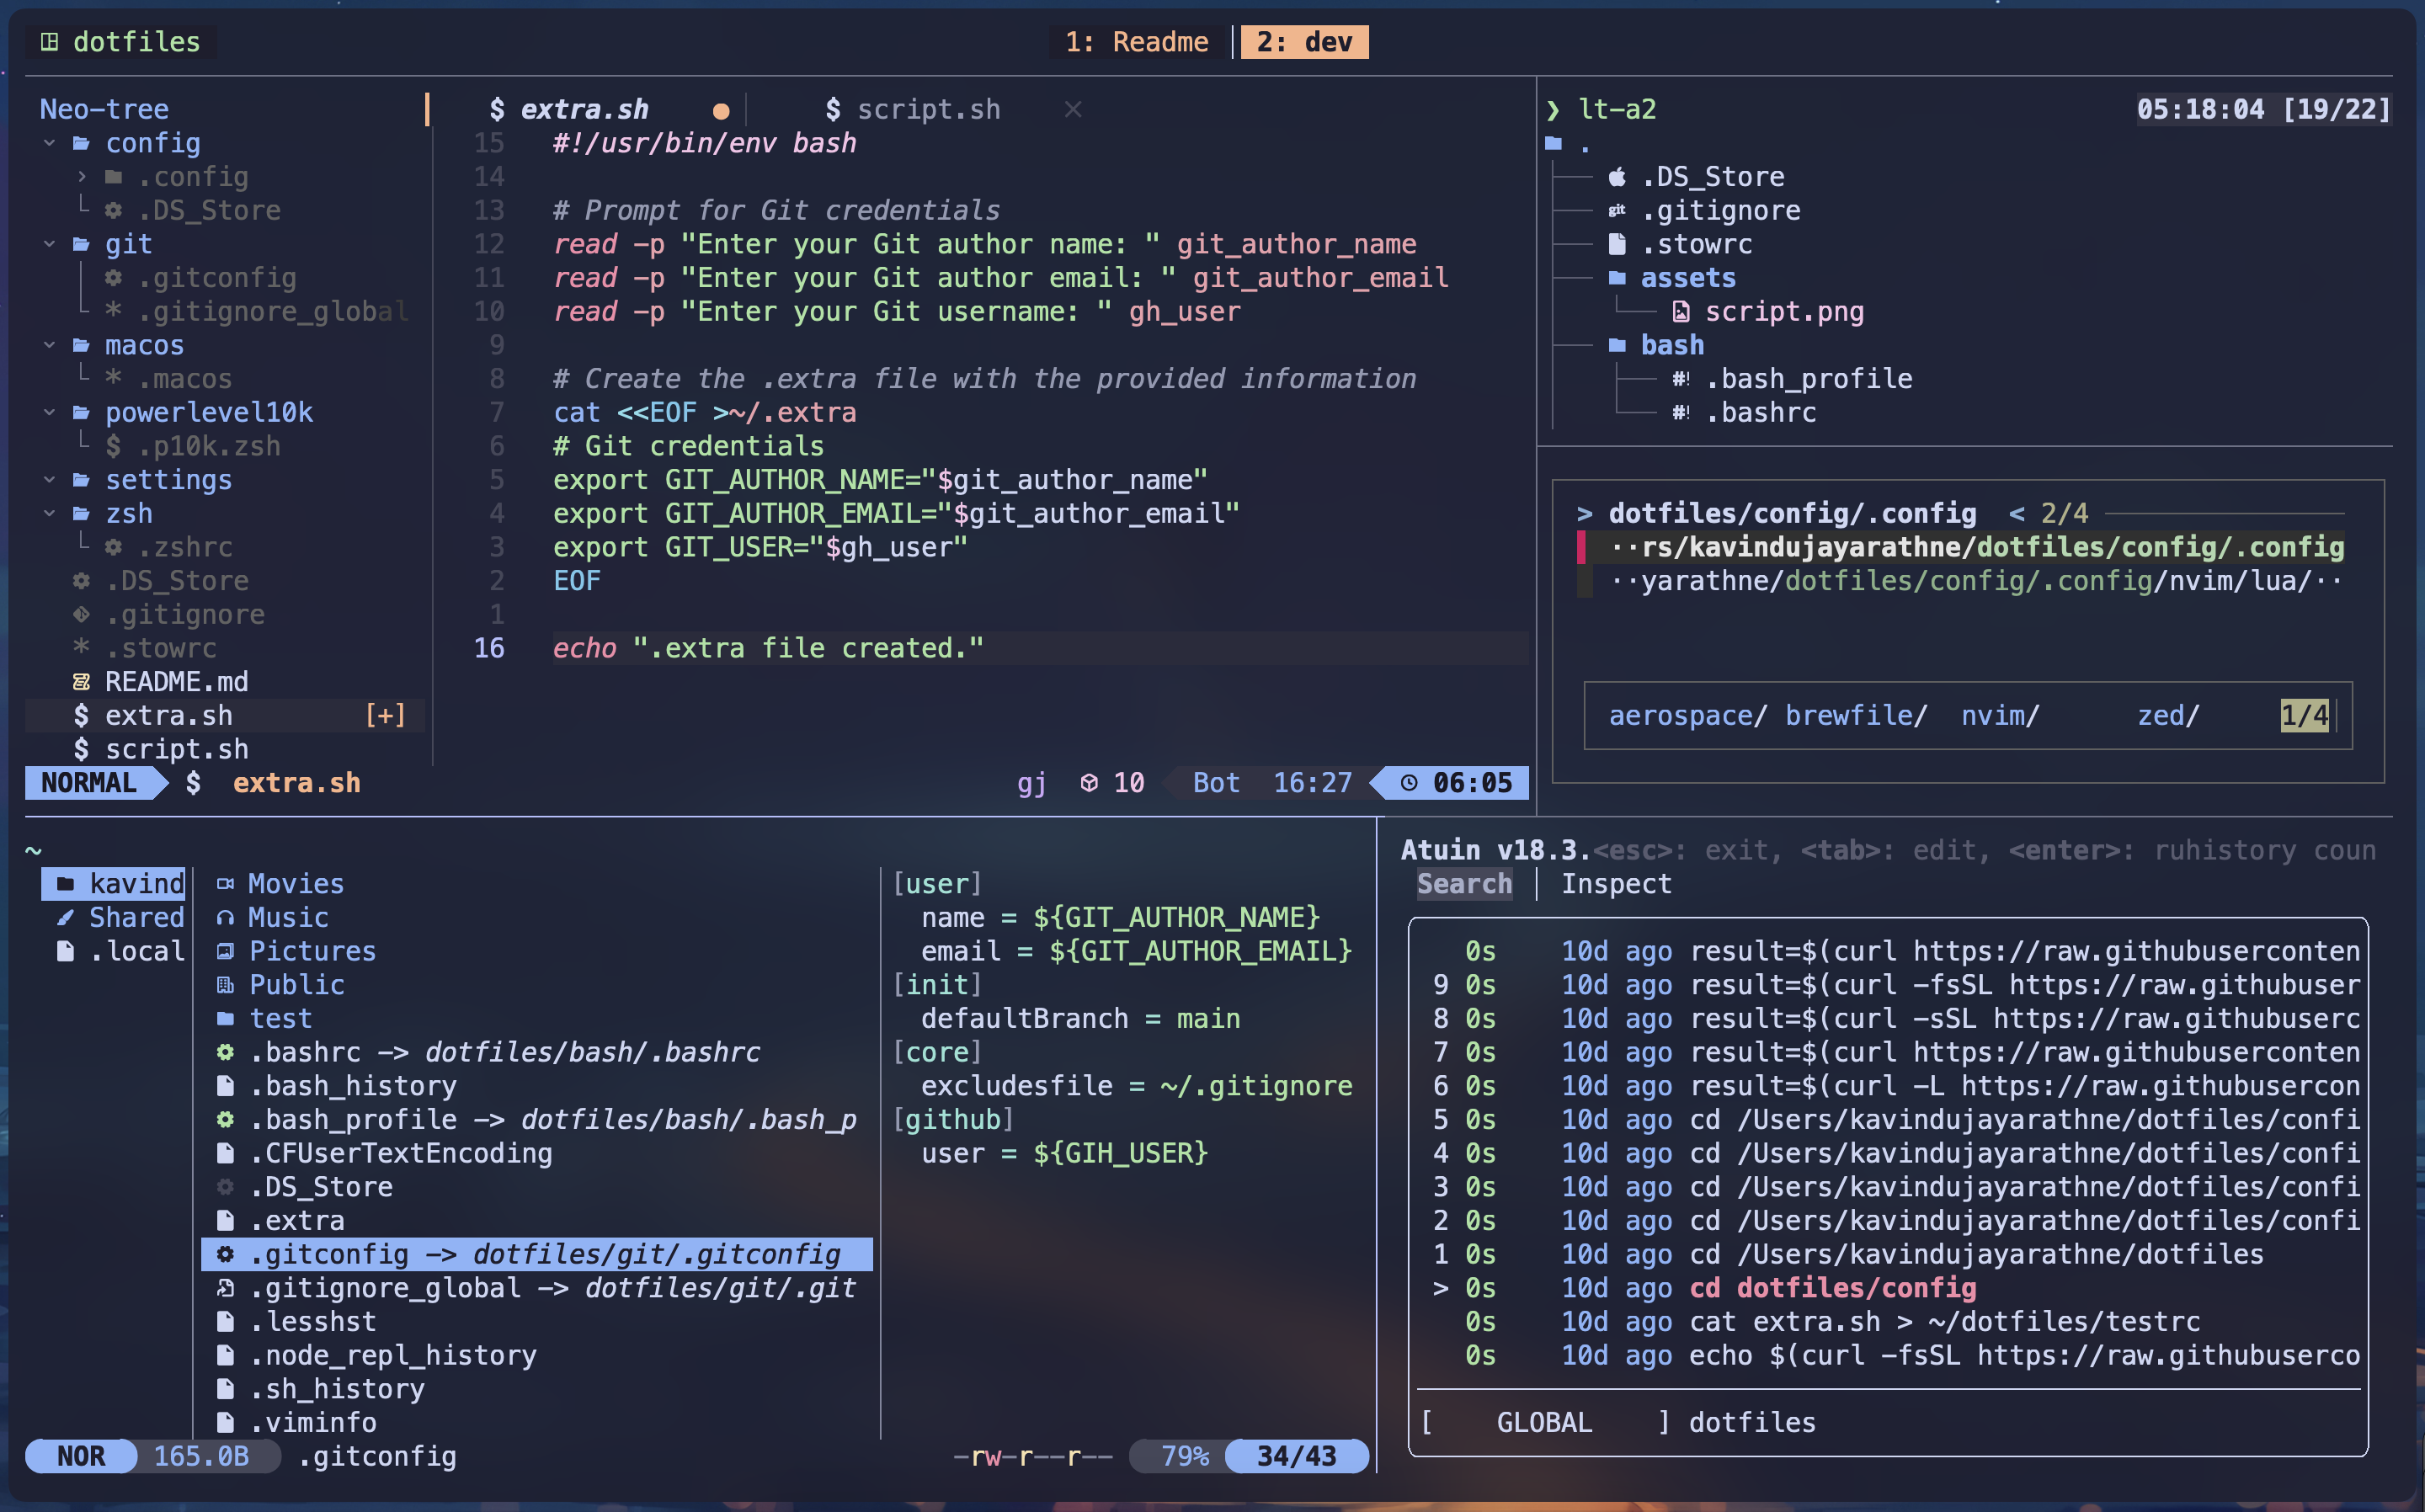 dotfiles
1: Readme
2: dev
Neo-tree
config
.config
.DS_Store
git
.gitconfig
.gitignore_global
macos
.macos
powerlevel10k
$ .p10k.zsh
settings
zsh
.zshrc
.DS_Store
.gitignore
* .stowrc
README.md
$ extra.sh [+]
$ script.sh
$ extra.sh ●
$ script.sh ×
15 #!/usr/bin/env bash
14
13 # Prompt for Git credentials
12 read -p "Enter your Git author name: " git_author_name
11 read -p "Enter your Git author email: " git_author_email
10 read -p "Enter your Git username: " gh_user
9
8 # Create the .extra file with the provided information
7 cat <<EOF >~/.extra
6 # Git credentials
5 export GIT_AUTHOR_NAME="$git_author_name"
4 export GIT_AUTHOR_EMAIL="$git_author_email"
3 export GIT_USER="$gh_user"
2 EOF
1
16 echo ".extra file created."
NORMAL $ extra.sh gj 10 Bot 16:27 06:05
❯ lt-a2 05:18:04 [19/22]
.
.DS_Store
git .gitignore
.stowrc
assets
script.png
bash
#! .bash_profile
#! .bashrc
> dotfiles/config/.config < 2/4
··rs/kavindujayarathne/dotfiles/config/.config
··yarathne/dotfiles/config/.config/nvim/lua/··
aerospace/ brewfile/ nvim/ zed/ 1/4
~
kavind
Shared
.local
Movies
Music
Pictures
Public
test
.bashrc -> dotfiles/bash/.bashrc
.bash_history
.bash_profile -> dotfiles/bash/.bash_p
.CFUserTextEncoding
.DS_Store
.extra
.gitconfig -> dotfiles/git/.gitconfig
.gitignore_global -> dotfiles/git/.git
.lesshst
.node_repl_history
.sh_history
.viminfo
[user]
name = ${GIT_AUTHOR_NAME}
email = ${GIT_AUTHOR_EMAIL}
[init]
defaultBranch = main
[core]
excludesfile = ~/.gitignore
[github]
user = ${GIH_USER}
NOR 165.0B .gitconfig -rw-r--r-- 79% 34/43
Atuin v18.3.<esc>: exit, <tab>: edit, <enter>: ruhistory coun
Search | Inspect
0s 10d ago result=$(curl https://raw.githubuserconten
9 0s 10d ago result=$(curl -fsSL https://raw.githubuser
8 0s 10d ago result=$(curl -sSL https://raw.githubuserc
7 0s 10d ago result=$(curl https://raw.githubuserconten
6 0s 10d ago result=$(curl -L https://raw.githubusercon
5 0s 10d ago cd /Users/kavindujayarathne/dotfiles/confi
4 0s 10d ago cd /Users/kavindujayarathne/dotfiles/confi
3 0s 10d ago cd /Users/kavindujayarathne/dotfiles/confi
2 0s 10d ago cd /Users/kavindujayarathne/dotfiles/confi
1 0s 10d ago cd /Users/kavindujayarathne/dotfiles
> 0s 10d ago cd dotfiles/config
0s 10d ago cat extra.sh > ~/dotfiles/testrc
0s 10d ago echo $(curl -fsSL https://raw.githubuserco
[ GLOBAL ] dotfiles